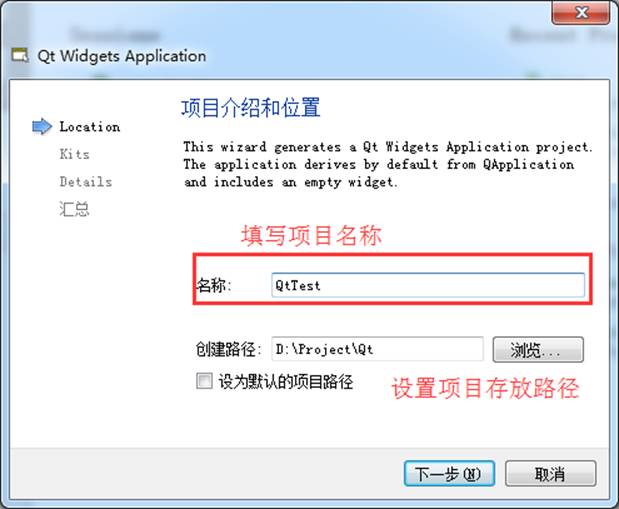 Qt Widgets Application
Location
Kits
Details
汇总
项目介绍和位置
This wizard generates a Qt Widgets Application project.
The application derives by default from QApplication
and includes an empty widget.
填写项目名称
名称:
QtTest
创建路径:
D:\Project\Qt
浏览...
设为默认的项目路径
设置项目存放路径
下一步(N)
取消